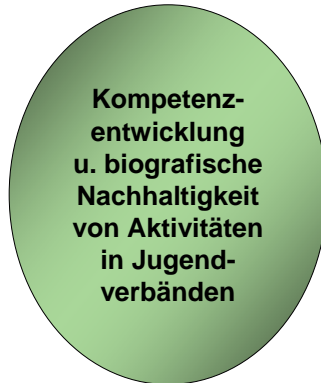 Kompetenz-
entwicklung
u. biografische
Nachhaltigkeit
von Aktivitäten
in Jugend-
verbänden